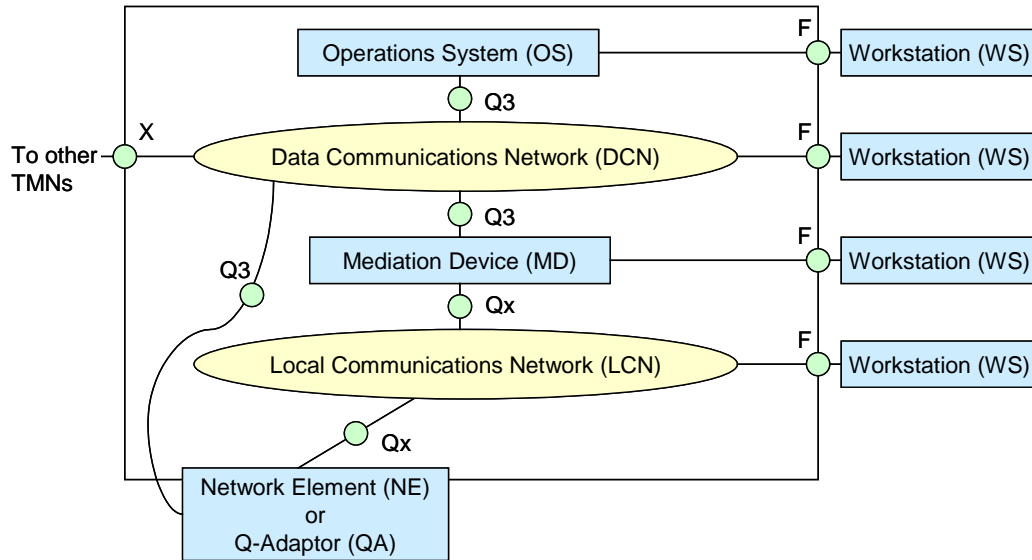 F
Operations System (OS)
Workstation (WS)
Q3
X
F
To other
TMNs
Data Communications Network (DCN)
Workstation (WS)
Q3
F
Mediation Device (MD)
Workstation (WS)
Q3
Qx
F
Local Communications Network (LCN)
Workstation (WS)
Qx
Network Element (NE)
or
Q-Adaptor (QA)